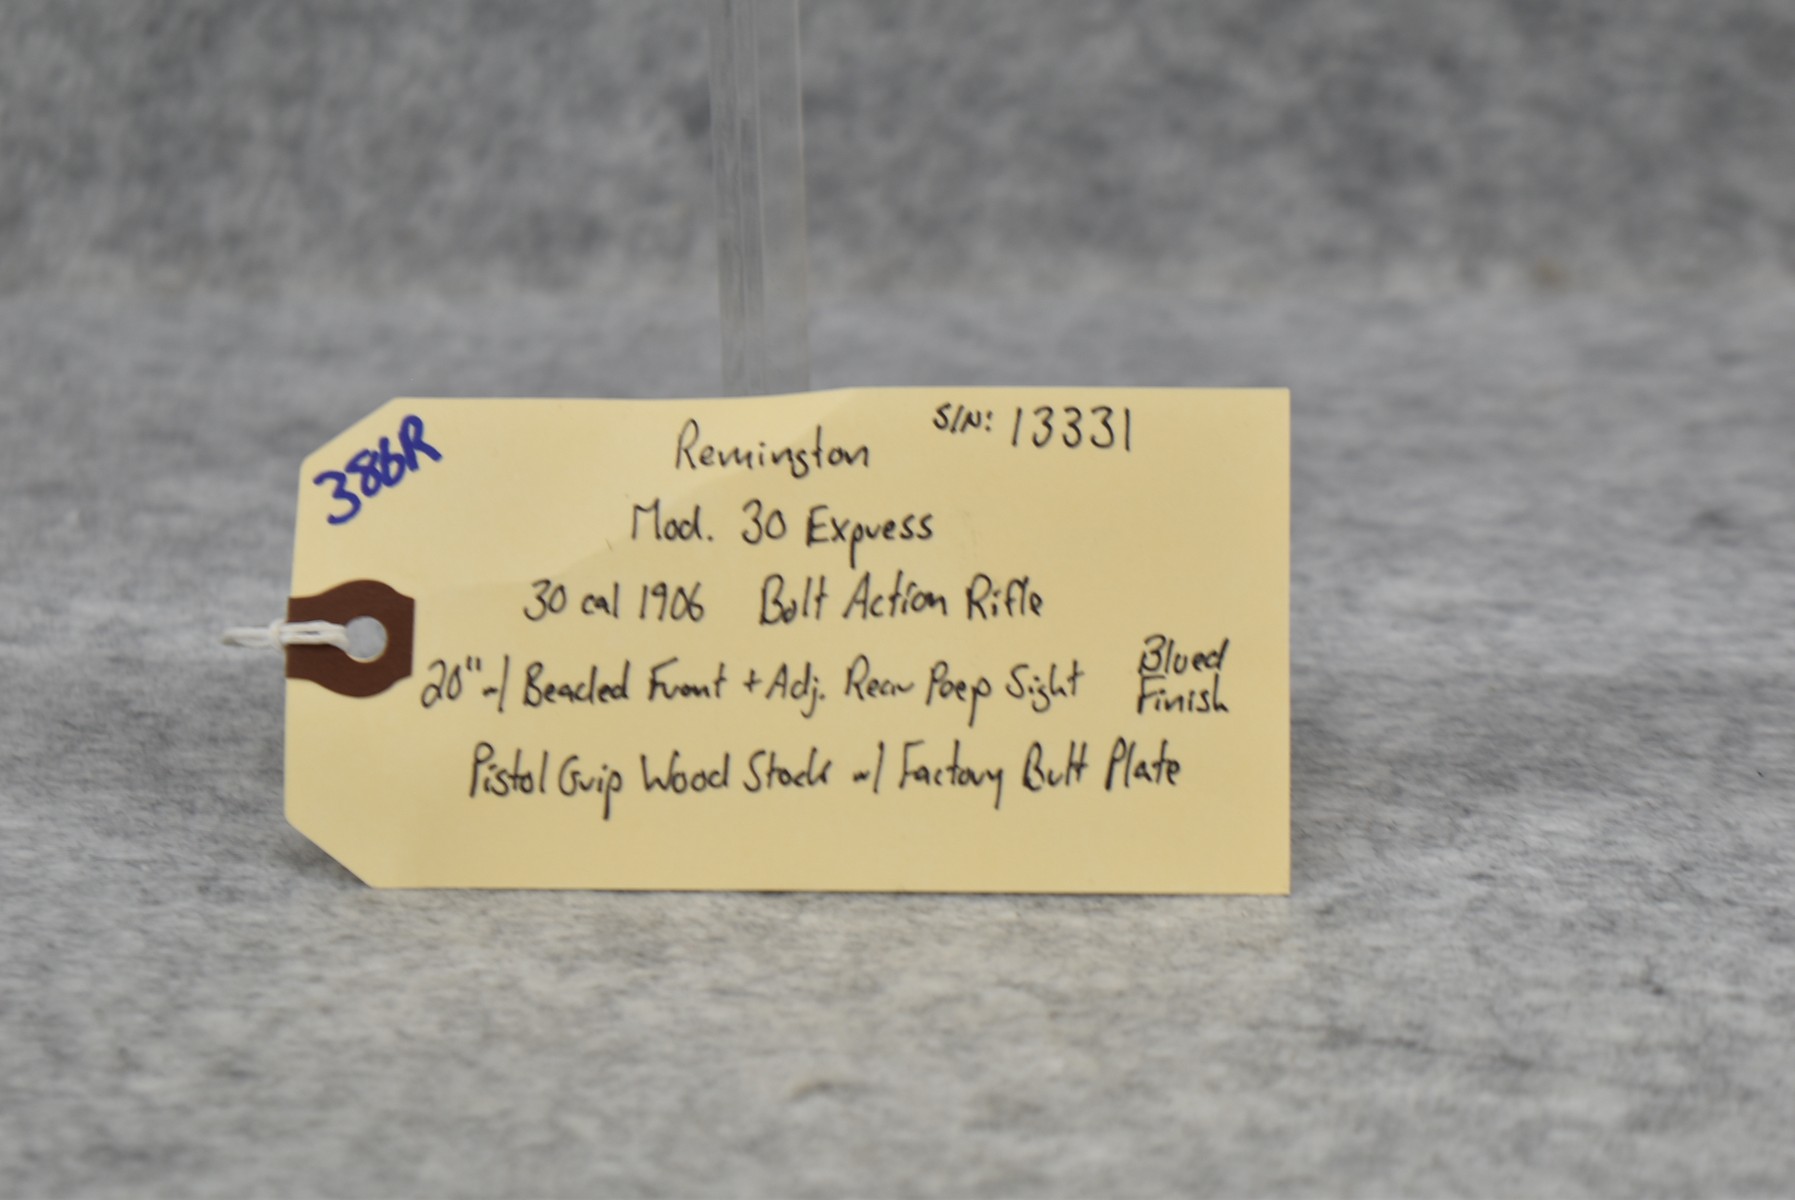 386R
Remington S/N: 13331
Mod. 30 Express
30 cal 1906 Bolt Action Rifle
20" w/ Beaded Front + Adj. Rear Peep Sight Blued Finish
Pistol Grip Wood Stock w/ Factory Butt Plate